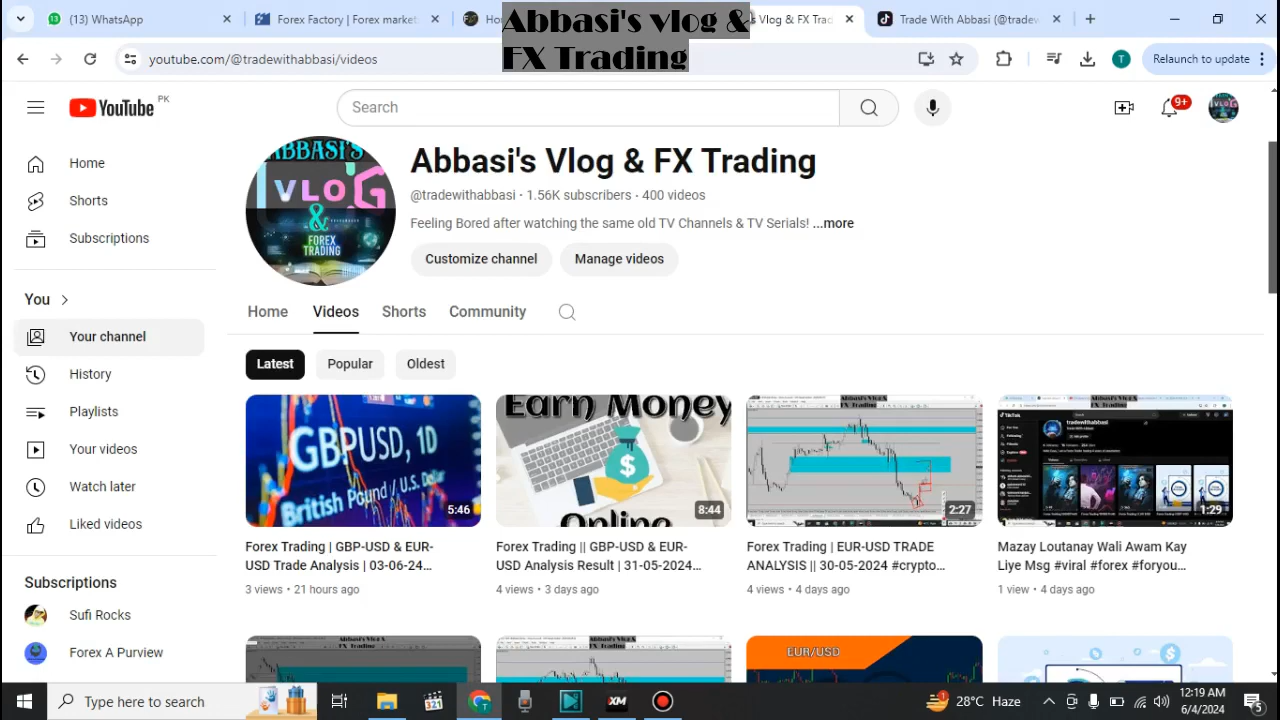 (13) WhatsApp
Forex Factory | Forex market
Ho
Abbasi's vlog &
FX Trading
's Vlog & FX Trad
Trade With Abbasi (@tradew
youtube.com/@tradewithabbasi/videos
Relaunch to update
T
YouTube PK
Search
9+
Home
Shorts
Subscriptions
You
Your channel
History
Playlists
Your videos
Watch later
Liked videos
Subscriptions
Sufi Rocks
Forex A Purview
ABBASI'S
VLOG
&
FOREX
TRADING
Abbasi's Vlog & FX Trading
@tradewithabbasi · 1.56K subscribers · 400 videos
Feeling Bored after watching the same old TV Channels & TV Serials! ...more
Customize channel
Manage videos
Home
Videos
Shorts
Community
Latest
Popular
Oldest
GBPUS, 1D
5:46
Earn Money
$
Online
8:44
FX Trading
2:27
tradewithabbasi
1:29
Forex Trading | GBP-USD & EUR-
USD Trade Analysis | 03-06-24...
3 views • 21 hours ago
Forex Trading || GBP-USD & EUR-
USD Analysis Result | 31-05-2024...
4 views • 3 days ago
Forex Trading | EUR-USD TRADE
ANALYSIS || 30-05-2024 #crypto...
4 views • 4 days ago
Mazay Loutanay Wali Awam Kay
Liye Msg #viral #forex #foryou...
1 view • 4 days ago
EUR/USD
Type here to search
321
XM
1
28°C Haze
12:19 AM
6/4/2024
5